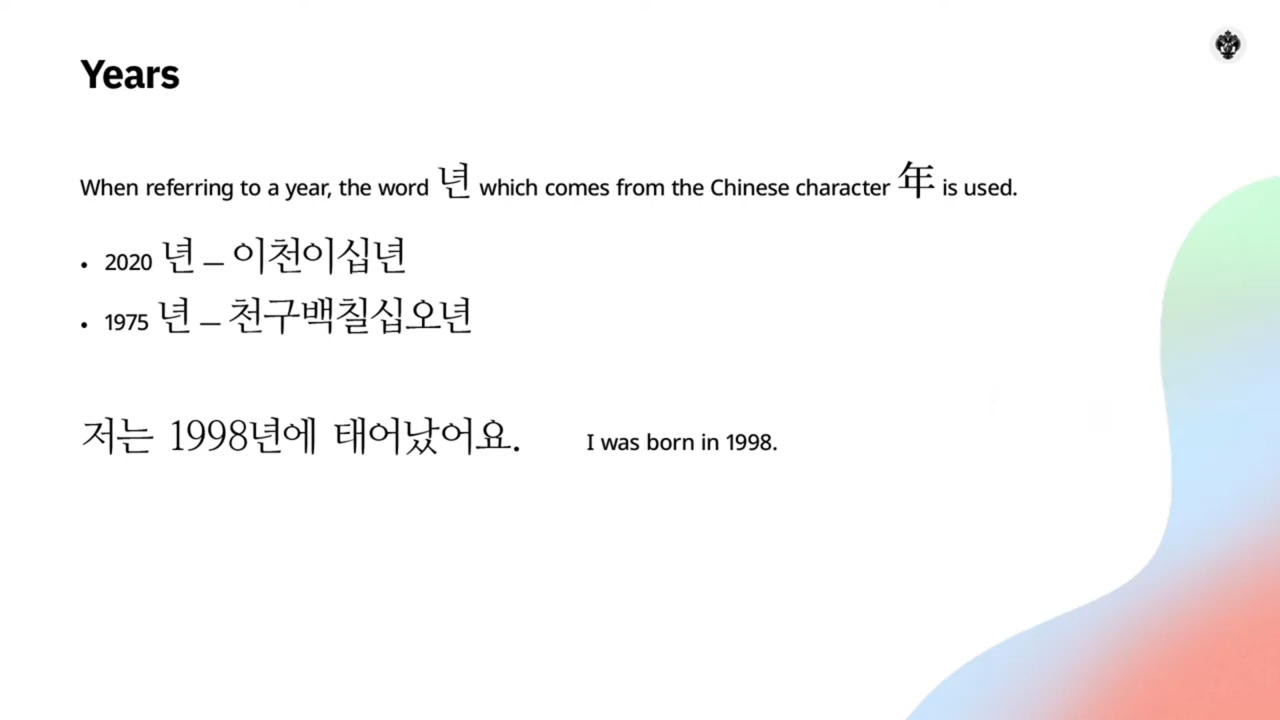 Years
When referring to a year, the word 년 which comes from the Chinese character 年 is used.
• 2020 년 – 이천이십년
• 1975 년 – 천구백칠십오년
저는 1998년에 태어났어요. I was born in 1998.